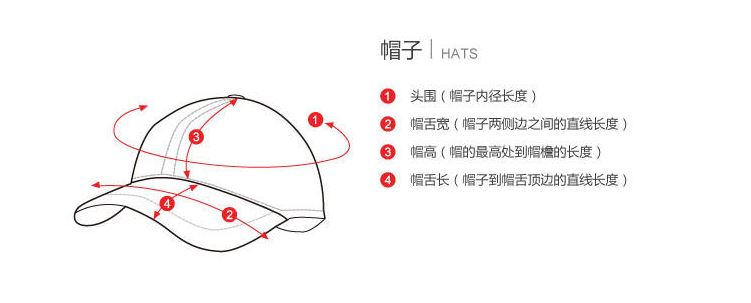 帽子 | HATS
1 头围（帽子内径长度）
2 帽舌宽（帽子两侧边之间的直线长度）
3 帽高（帽的最高处到帽檐的长度）
4 帽舌长（帽子到帽舌顶边的直线长度）
1
3
4
2